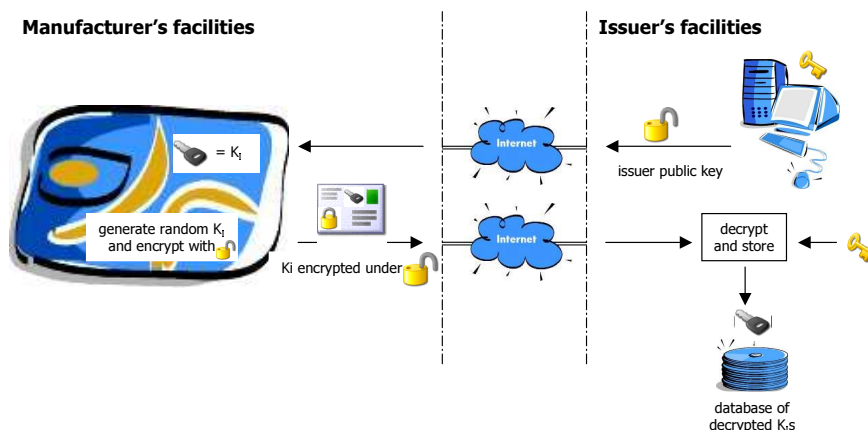 Manufacturer’s facilities
Issuer’s facilities
Internet
issuer public key
= KI
generate random KI
and encrypt with
Ki encrypted under
Internet
decrypt
and store
database of
decrypted KIs